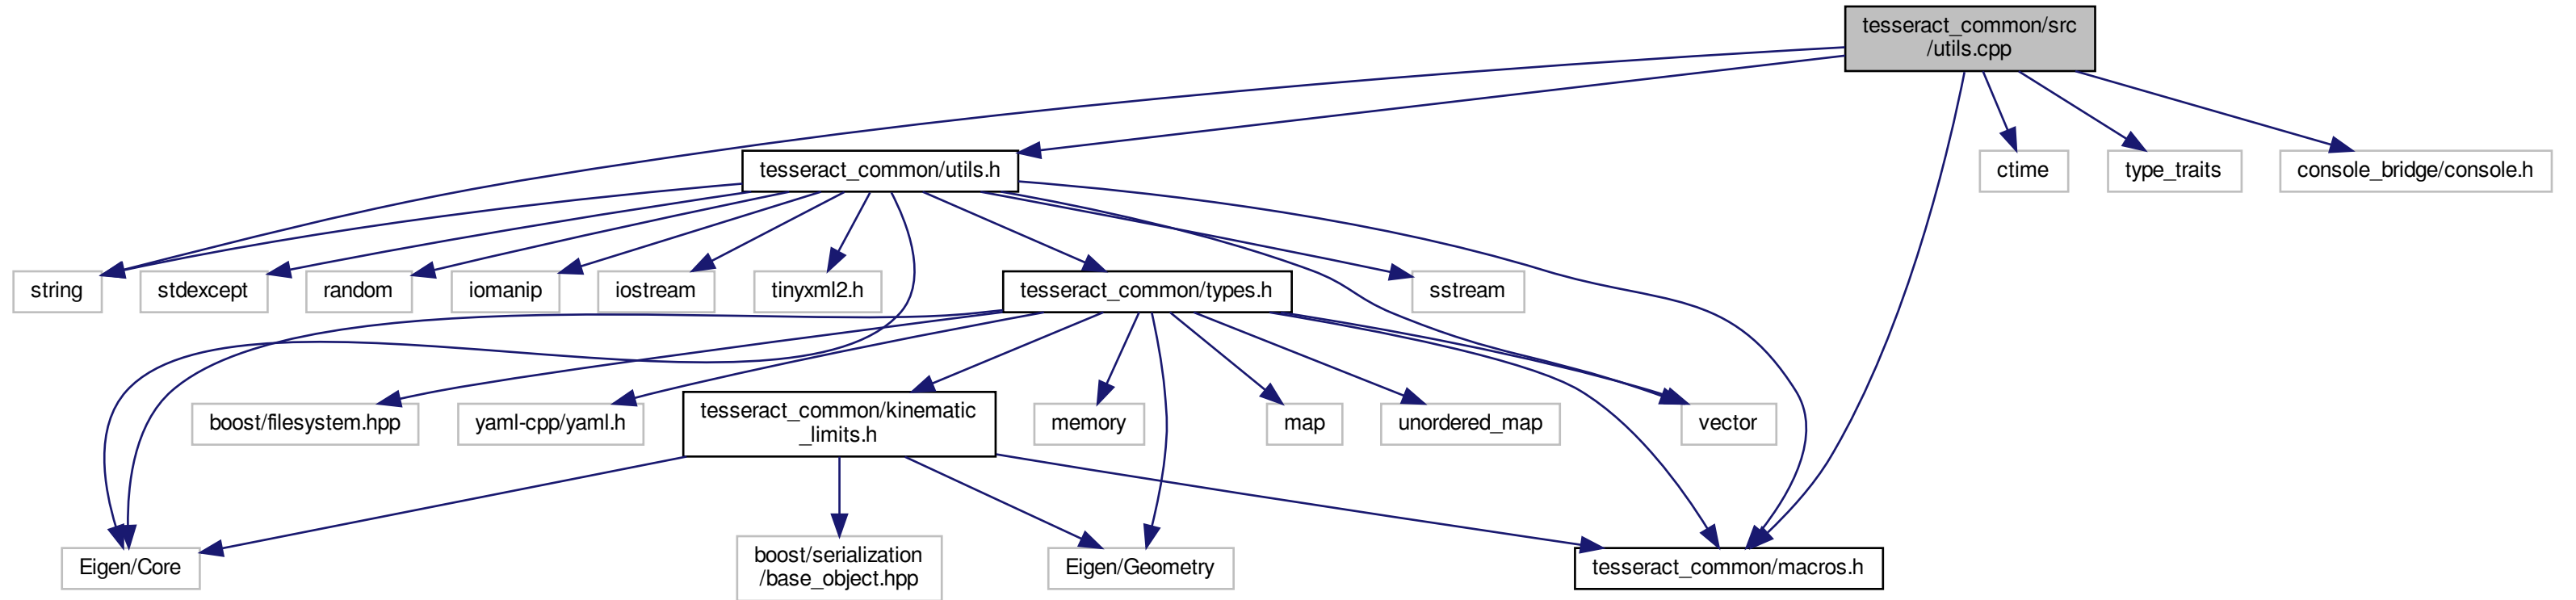 tesseract_common/src
/utils.cpp
tesseract_common/utils.h
ctime
type_traits
console_bridge/console.h
string
stdexcept
random
iomanip
iostream
tinyxml2.h
tesseract_common/types.h
sstream
boost/filesystem.hpp
yaml-cpp/yaml.h
tesseract_common/kinematic
_limits.h
memory
map
unordered_map
vector
Eigen/Core
boost/serialization
/base_object.hpp
Eigen/Geometry
tesseract_common/macros.h